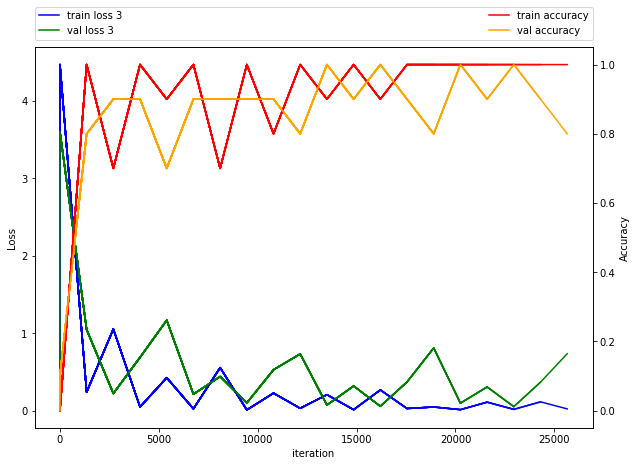 train loss 3
val loss 3
train accuracy
val accuracy
4
3
2
1
0
Loss
1.0
0.8
0.6
0.4
0.2
0.0
Accuracy
0
5000
10000
15000
20000
25000
iteration